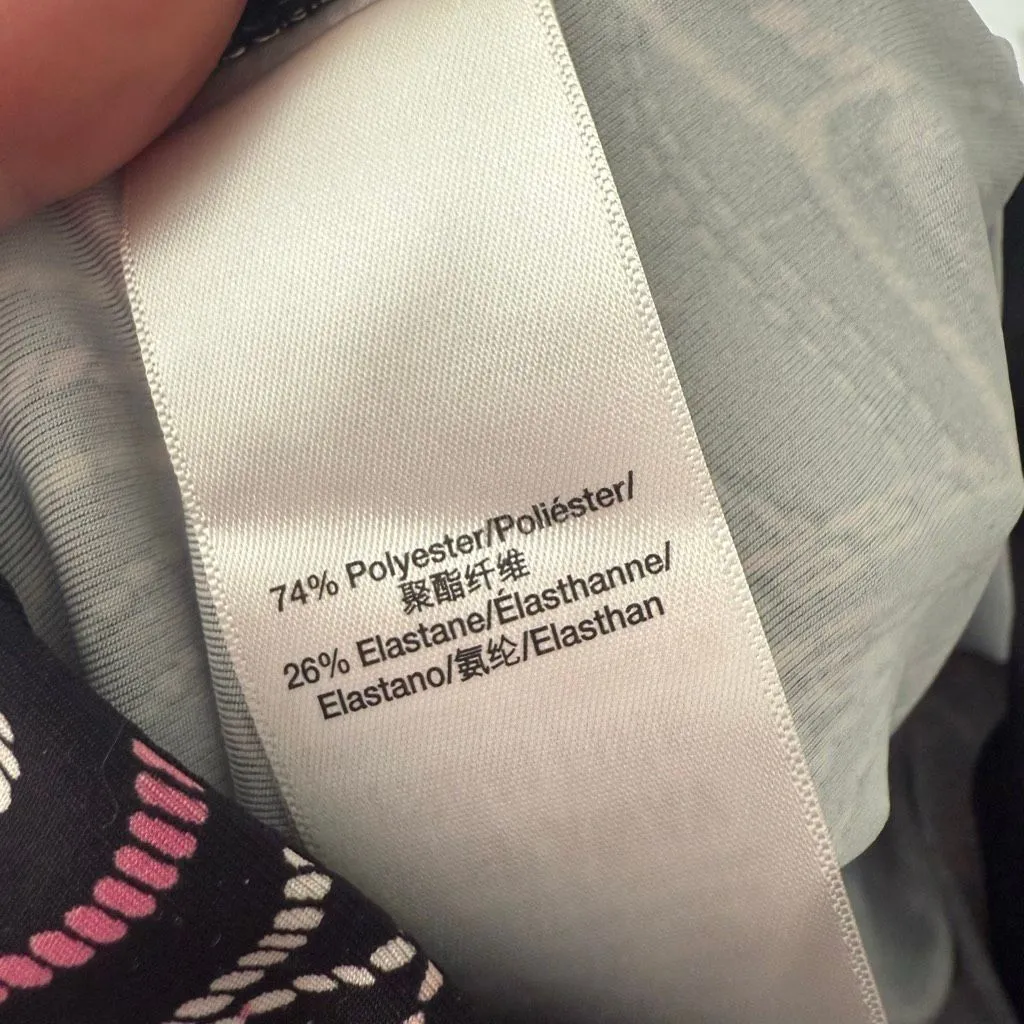 74% Polyester/Poliéster/
聚酯纤维
26% Elastane/Élasthanne/
Elastano/氨纶/Elasthan